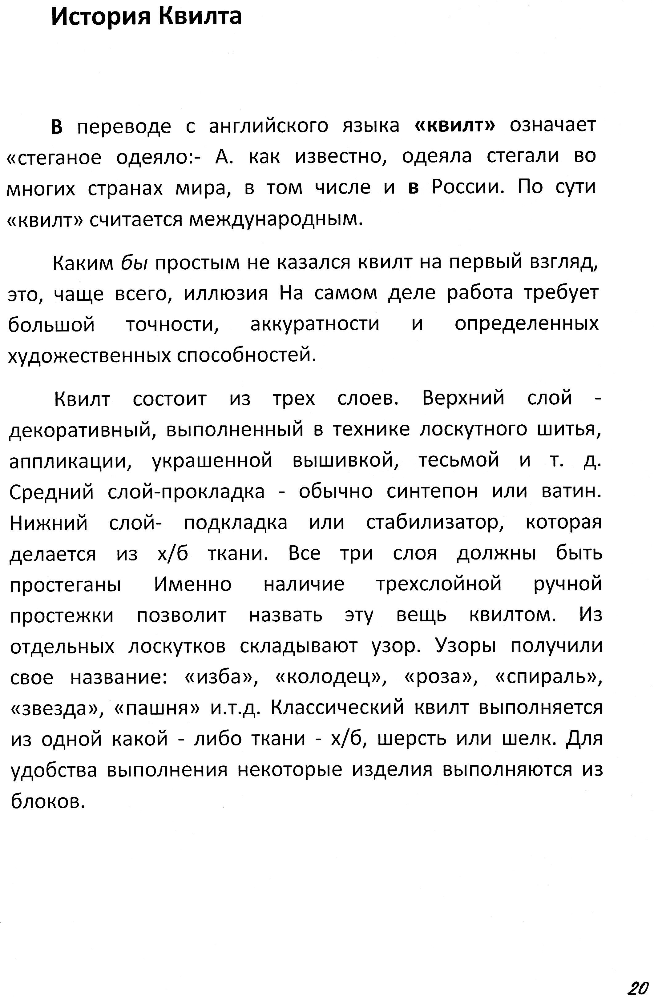 История Квилта
В переводе с английского языка «квилт» означает
«стеганое одеяло:- А. как известно, одеяла стегали во
многих странах мира, в том числе и в России. По сути
«квилт» считается международным.
Каким бы простым не казался квилт на первый взгляд,
это, чаще всего, иллюзия На самом деле работа требует
большой точности, аккуратности и определенных
художественных способностей.
Квилт состоит из трех слоев. Верхний слой -
декоративный, выполненный в технике лоскутного шитья,
аппликации, украшенной вышивкой, тесьмой и т. д.
Средний слой-прокладка - обычно синтепон или ватин.
Нижний слой- подкладка или стабилизатор, которая
делается из х/б ткани. Все три слоя должны быть
простеганы Именно наличие трехслойной ручной
простежки позволит назвать эту вещь квилтом. Из
отдельных лоскутков складывают узор. Узоры получили
свое название: «изба», «колодец», «роза», «спираль»,
«звезда», «пашня» и.т.д. Классический квилт выполняется
из одной какой - либо ткани - х/б, шерсть или шелк. Для
удобства выполнения некоторые изделия выполняются из
блоков.
20